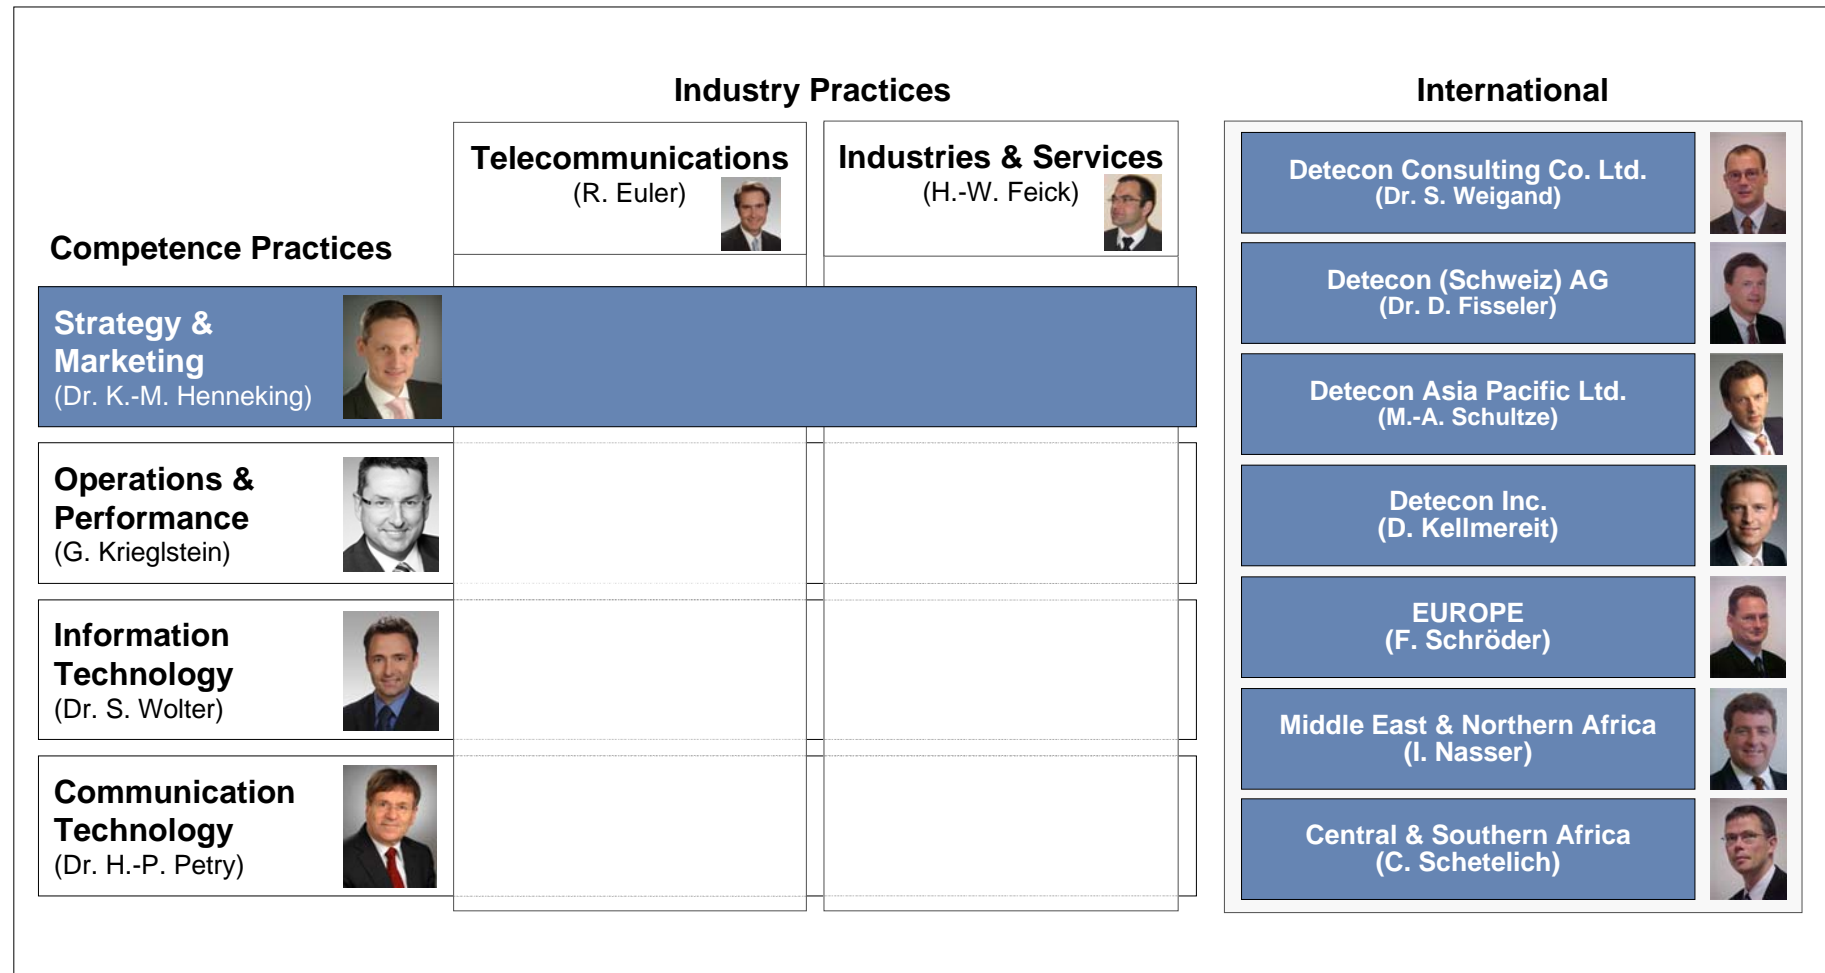 Industry Practices
International
Telecommunications
(R. Euler)
Industries & Services
(H.-W. Feick)
Competence Practices
Strategy &
Marketing
(Dr. K.-M. Henneking)
Operations &
Performance
(G. Krieglstein)
Information
Technology
(Dr. S. Wolter)
Communication
Technology
(Dr. H.-P. Petry)
Detecon Consulting Co. Ltd.
(Dr. S. Weigand)
Detecon (Schweiz) AG
(Dr. D. Fisseler)
Detecon Asia Pacific Ltd.
(M.-A. Schultze)
Detecon Inc.
(D. Kellmereit)
EUROPE
(F. Schröder)
Middle East & Northern Africa
(I. Nasser)
Central & Southern Africa
(C. Schetelich)